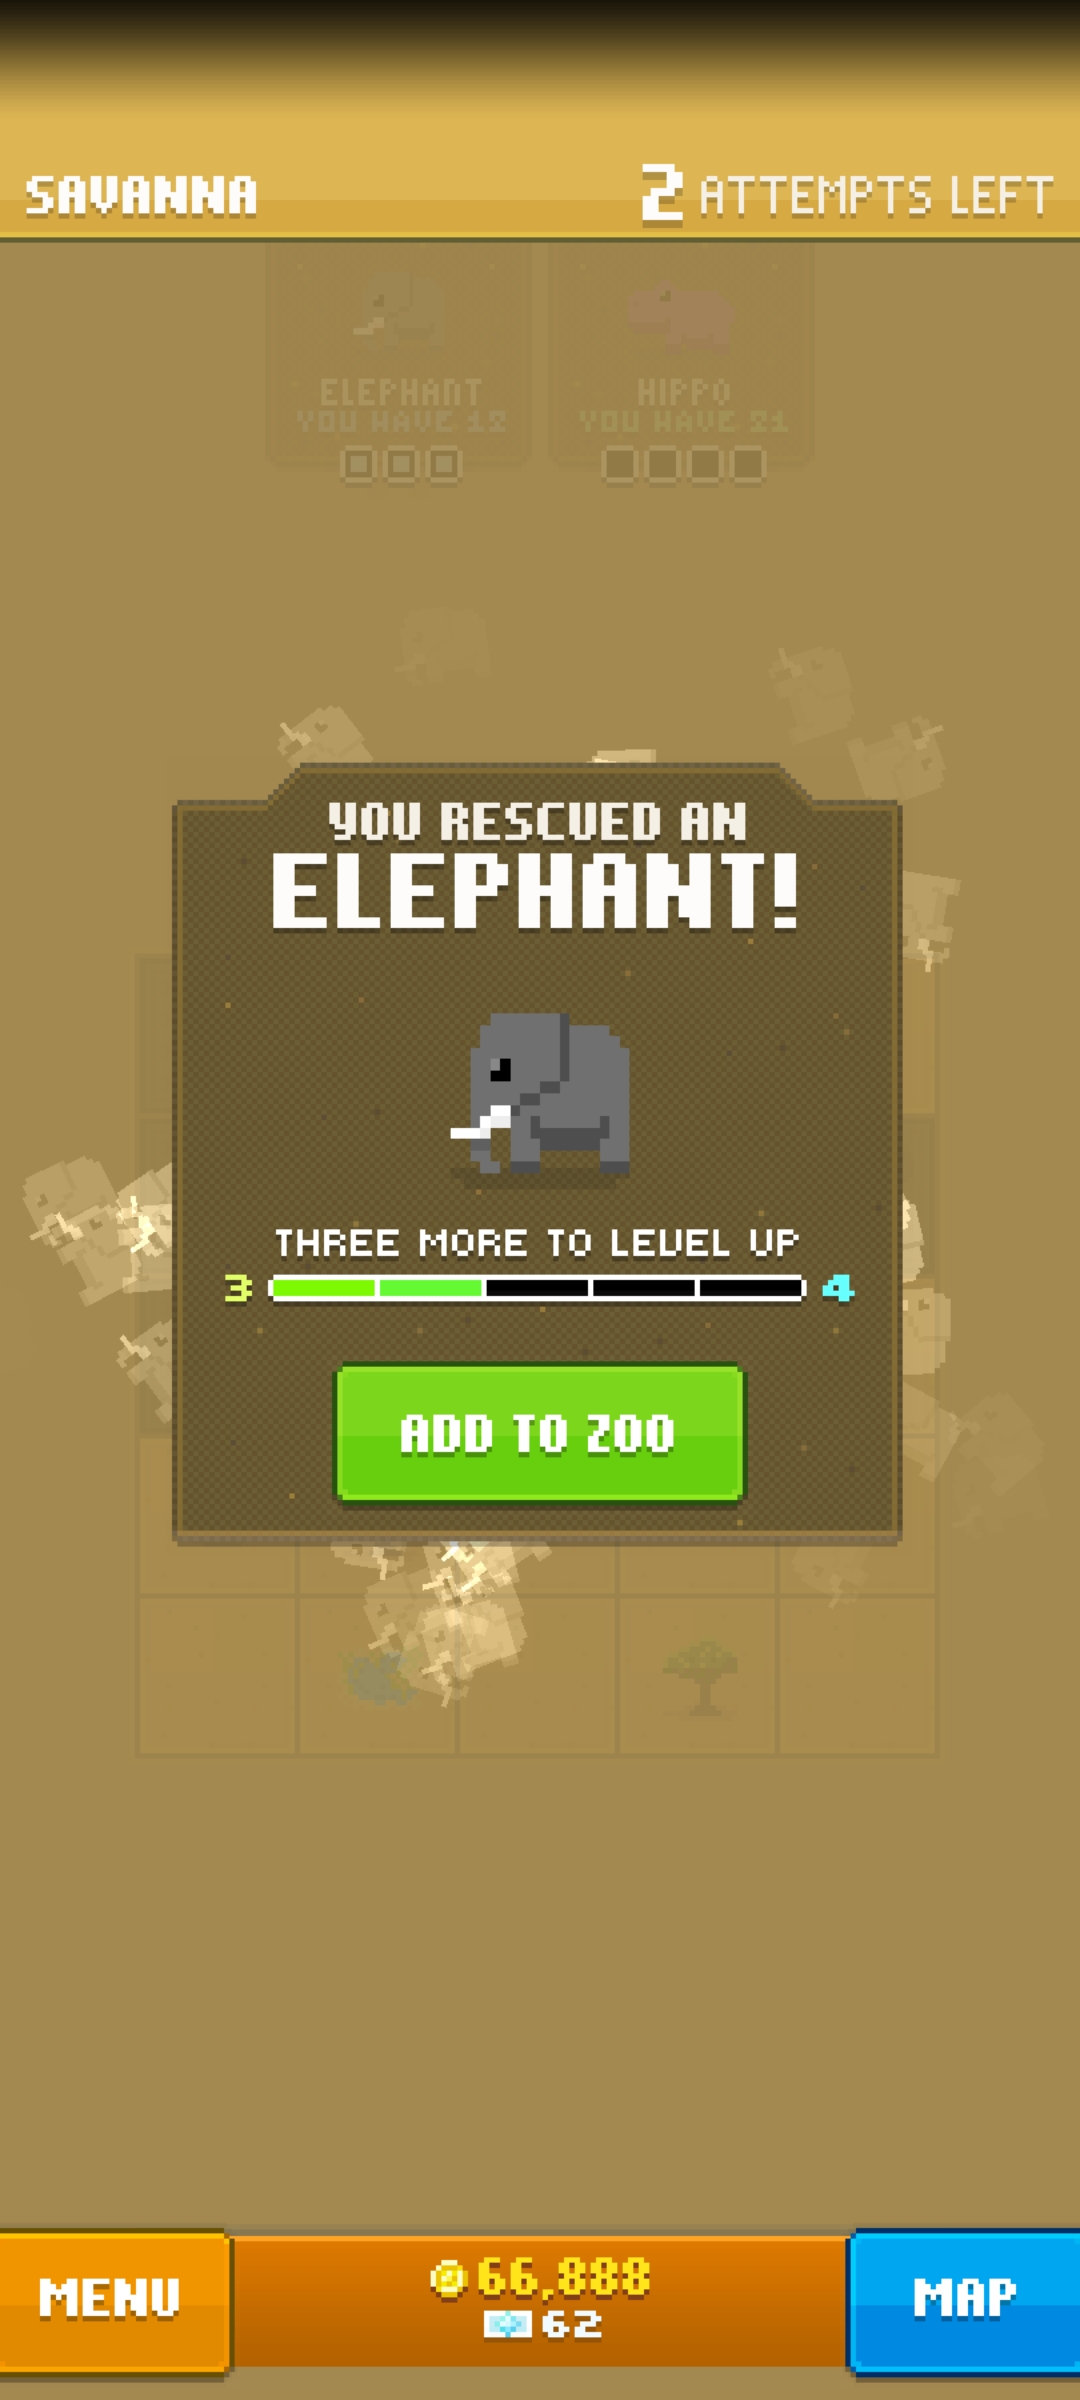 SAVANNA
2 ATTEMPTS LEFT
ELEPHANT
HIPPO
YOU HAVE 12
YOU HAVE 21
YOU RESCUED AN
ELEPHANT!
THREE MORE TO LEVEL UP
3
4
ADD TO ZOO
MENU
66,888
62
MAP